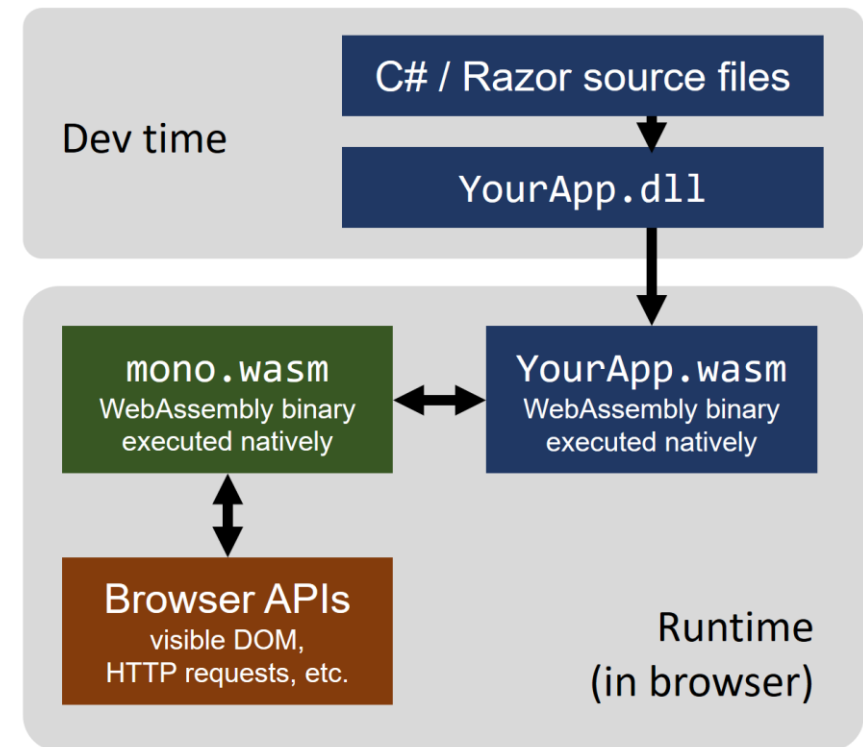 C# / Razor source files
Dev time
YourApp.dll
mono.wasm
WebAssembly binary
executed natively
YourApp.wasm
WebAssembly binary
executed natively
Browser APIs
visible DOM,
HTTP requests, etc.
Runtime
(in browser)